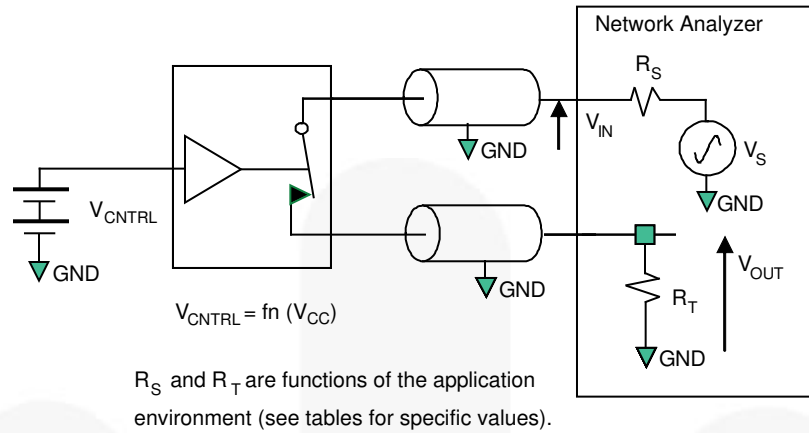 Network Analyzer
R_S
V_IN
GND
V_S
GND
V_CNTRL
GND
GND
V_OUT
R_T
GND
V_CNTRL = fn (V_CC)
R_S and R_T are functions of the application
environment (see tables for specific values).